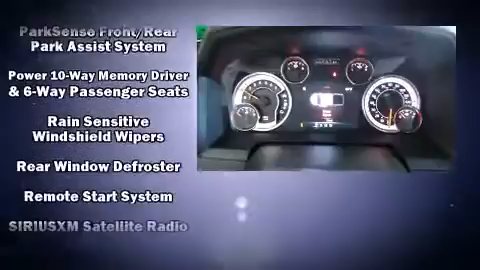 ParkSense Front/Rear
Park Assist System
Power 10-Way Memory Driver
& 6-Way Passenger Seats
Rain Sensitive
Windshield Wipers
Rear Window Defroster
Remote Start System
SIRIUSXM Satellite Radio